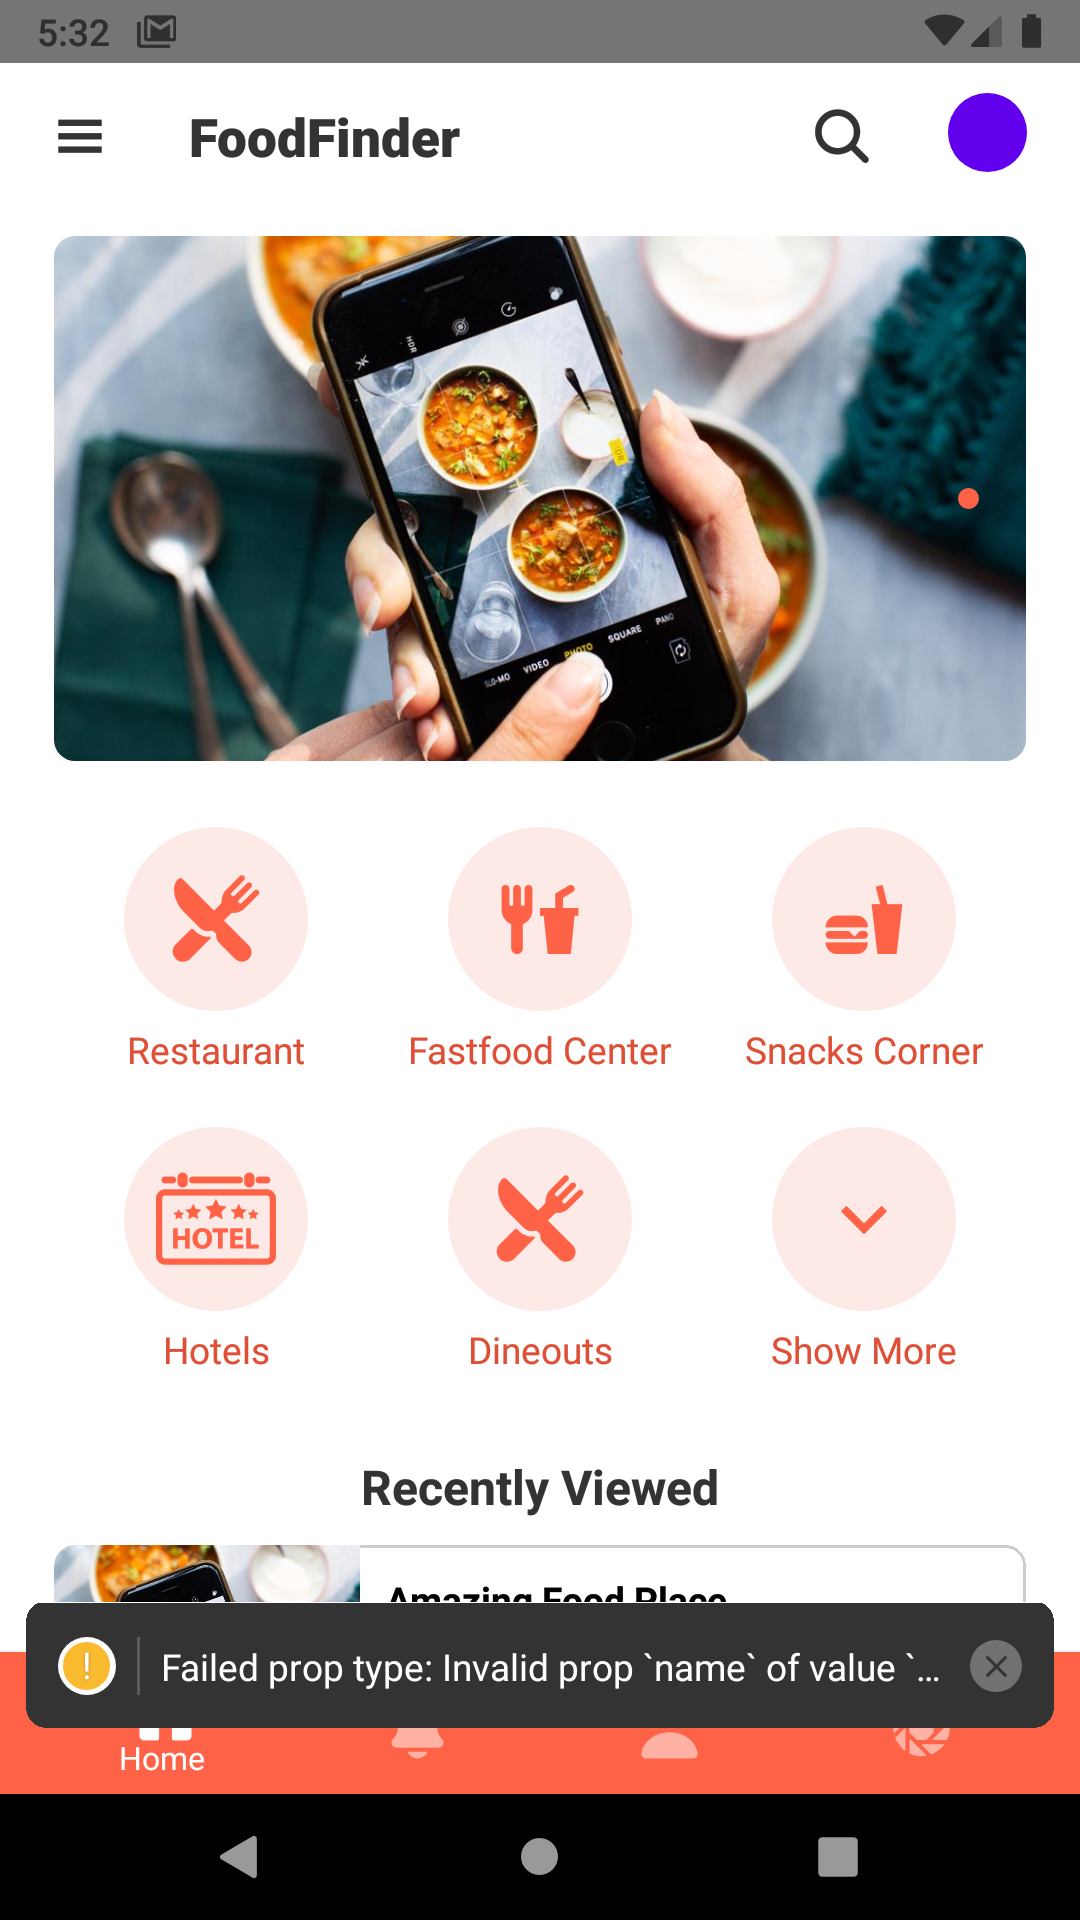 5:32
FoodFinder
HDR
HDR
SLO-MO VIDEO PHOTO SQUARE PANO
Restaurant
Fastfood Center
Snacks Corner
HOTEL
Hotels
Dineouts
Show More
Recently Viewed
Amazing Food Place
Failed prop type: Invalid prop `name` of value `...
Home